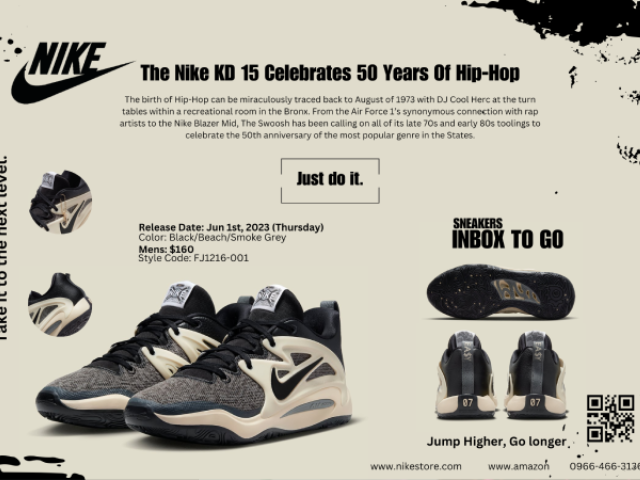 NIKE
The Nike KD 15 Celebrates 50 Years Of Hip-Hop
The birth of Hip-Hop can be miraculously traced back to August of 1973 with DJ Cool Herc at the turn
tables within a recreational room in the Bronx. From the Air Force 1's synonymous connection with rap
artists to the Nike Blazer Mid, The Swoosh has been calling on all of its late 70s and early 80s toolings to
celebrate the 50th anniversary of the most popular genre in the States.
Just do it.
Take it to the next level.
Release Date: Jun 1st, 2023 (Thursday)
Color: Black/Beach/Smoke Grey
Mens: $160
Style Code: FJ1216-001
SNEAKERS
INBOX TO GO
07
07
Jump Higher, Go longer
www.nikestore.com
www.amazon
0966-466-313